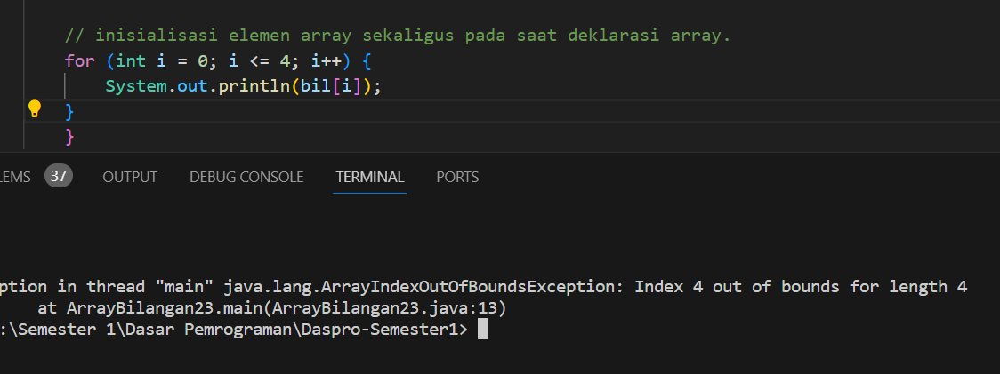 // inisialisasi elemen array sekaligus pada saat deklarasi array.
for (int i = 0; i <= 4; i++) {
System.out.println(bil[i]);
}
}
LEMS 37 OUTPUT DEBUG CONSOLE TERMINAL PORTS
ption in thread "main" java.lang.ArrayIndexOutOfBoundsException: Index 4 out of bounds for length 4
at ArrayBilangan23.main(ArrayBilangan23.java:13)
:\Semester 1\Dasar Pemrograman\Daspro-Semester1>